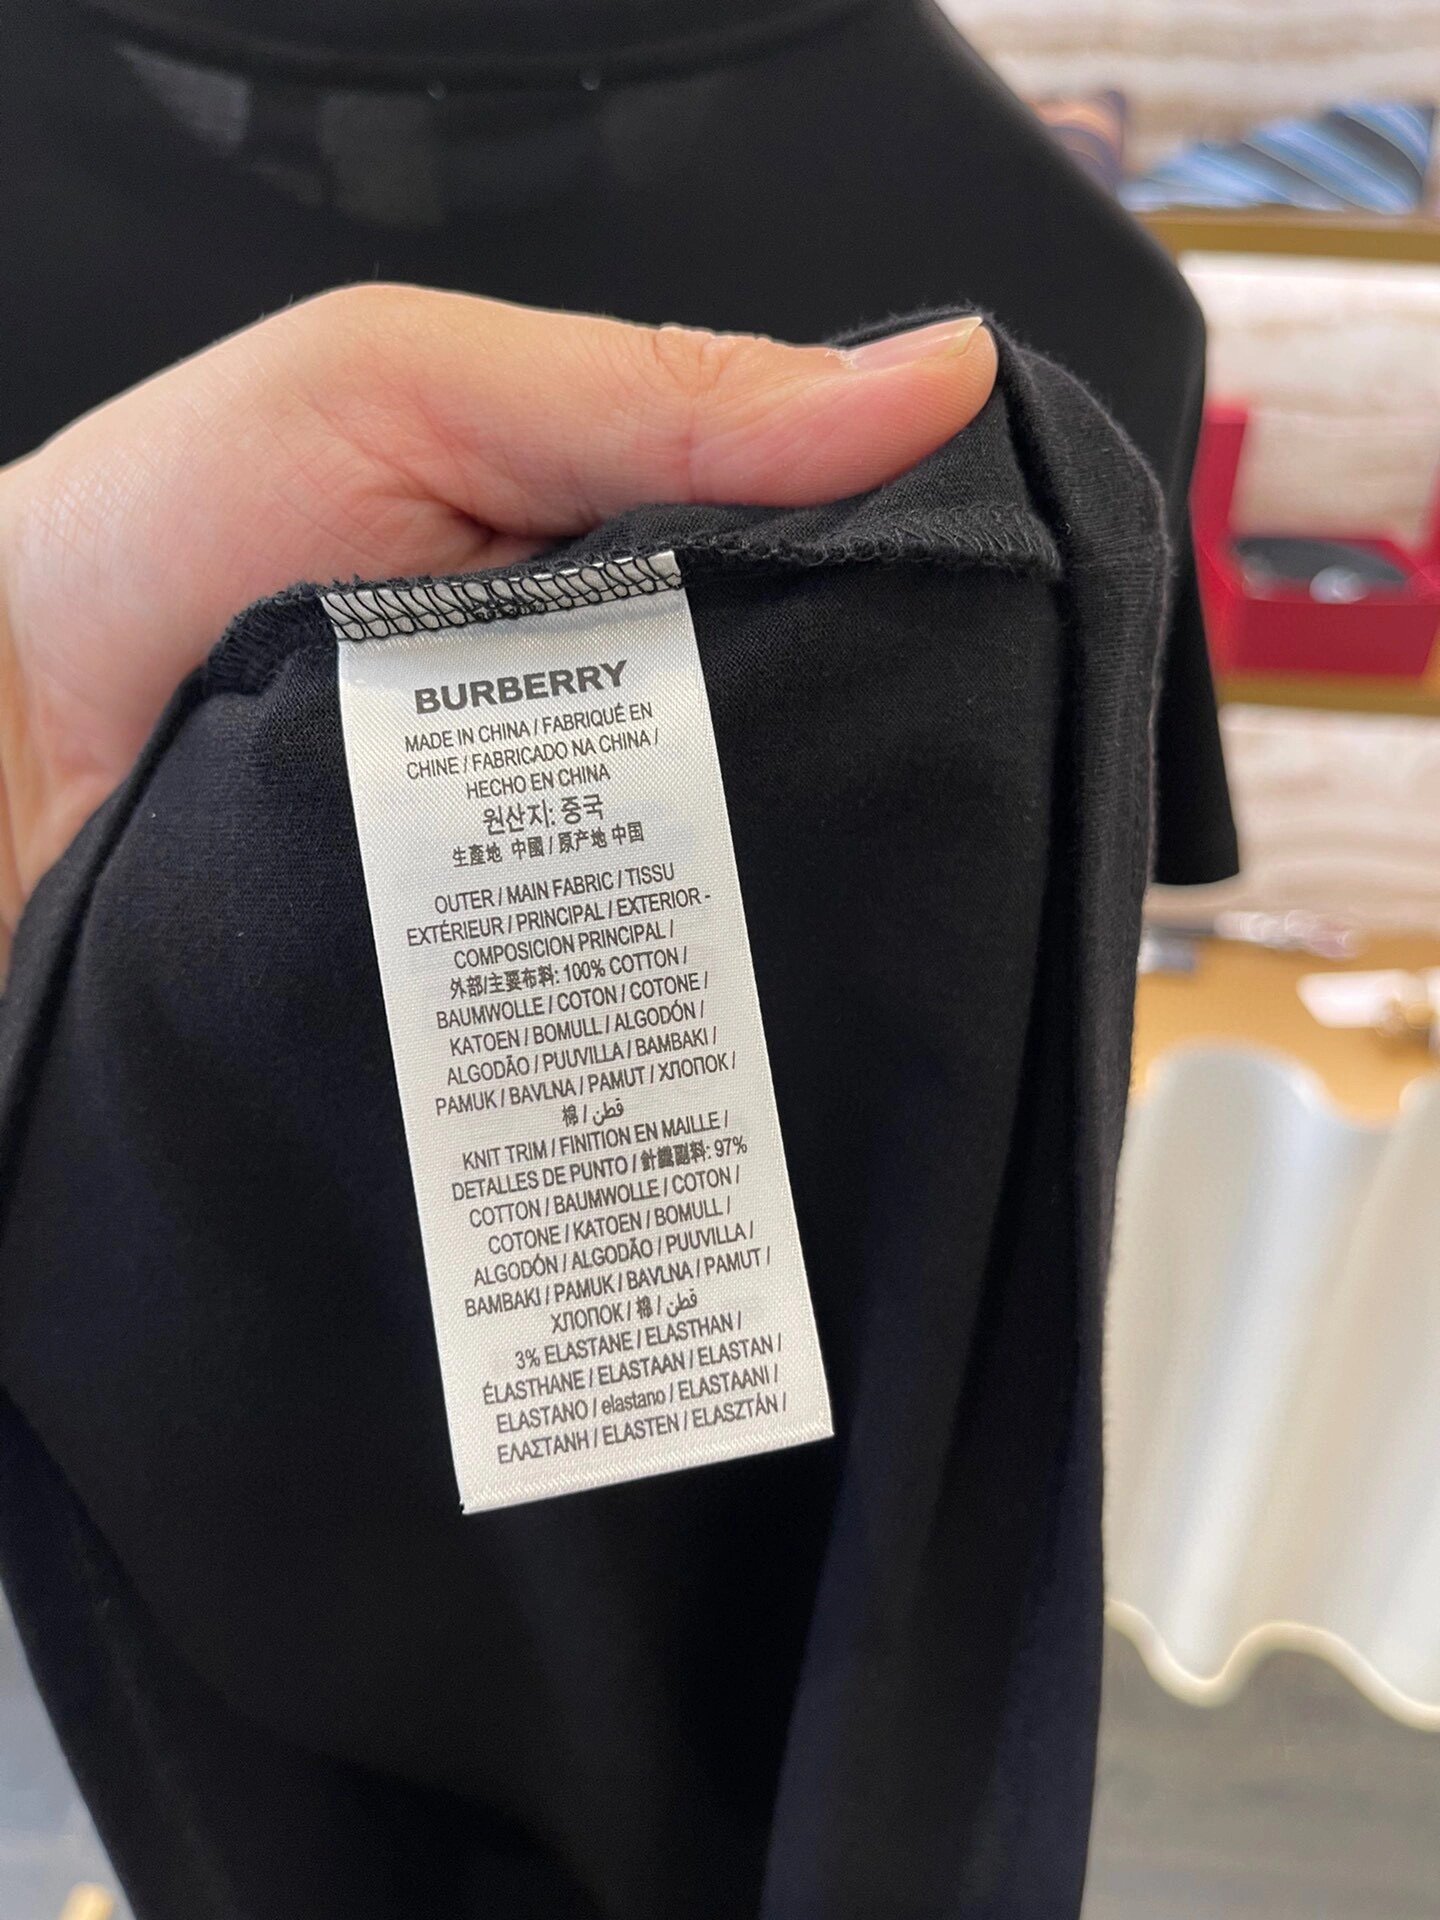 BURBERRY
MADE IN CHINA / FABRIQUÉ EN
CHINE / FABRICADO NA CHINA /
HECHO EN CHINA
원산지: 중국
生產地 中國 / 原产地 中国
OUTER / MAIN FABRIC / TISSU
EXTÉRIEUR / PRINCIPAL / EXTERIOR -
COMPOSICION PRINCIPAL /
外部/主要布料: 100% COTTON /
BAUMWOLLE / COTON / COTONE /
KATOEN / BOMULL / ALGODÓN /
ALGODÃO / PUUVILLA / BAMBAKI /
PAMUK / BAVLNA / PAMUT / ХЛОПОК /
棉 / قطن
KNIT TRIM / FINITION EN MAILLE /
DETALLES DE PUNTO / 針織副料: 97%
COTTON / BAUMWOLLE / COTON /
COTONE / KATOEN / BOMULL /
ALGODÓN / ALGODÃO / PUUVILLA /
BAMBAKI / PAMUK / BAVLNA / PAMUT /
ХЛОПОК / 棉 / قطن
3% ELASTANE / ELASTHAN /
ÉLASTHANE / ELASTAAN / ELASTAN /
ELASTANO / elastano / ELASTAANI /
ΕΛΑΣΤΑΝΗ / ELASTEN / ELASZTÁN /